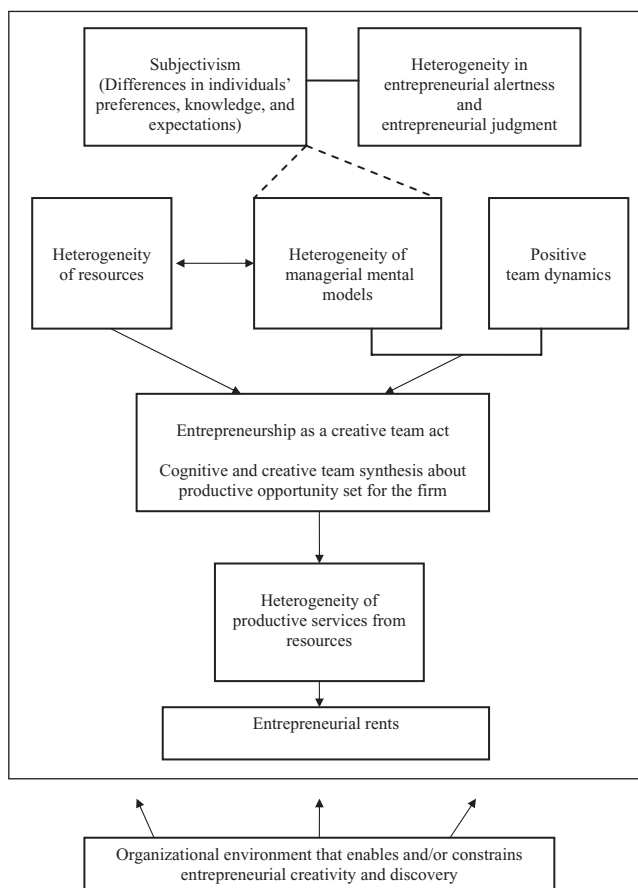 Subjectivism
(Differences in individuals’
preferences, knowledge, and
expectations)
Heterogeneity in
entrepreneurial alertness
and
entrepreneurial judgment
Heterogeneity
of resources
Heterogeneity of
managerial mental
models
Positive
team dynamics
Entrepreneurship as a creative team act
Cognitive and creative team synthesis about
productive opportunity set for the firm
Heterogeneity of
productive services from
resources
Entrepreneurial rents
Organizational environment that enables and/or constrains
entrepreneurial creativity and discovery